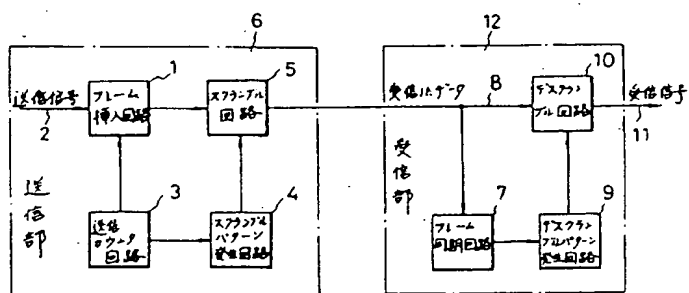 6
12
1
5
10
送信信号
2
フレーム
挿入回路
スクランブル
回路
受信データ
8
デスクラン
ブル回路
受信信号
11
送信部
3
送信
カウンタ
回路
4
スクランブル
パターン
発生回路
受信部
7
フレーム
同期回路
9
デスクラン
ブルパターン
発生回路